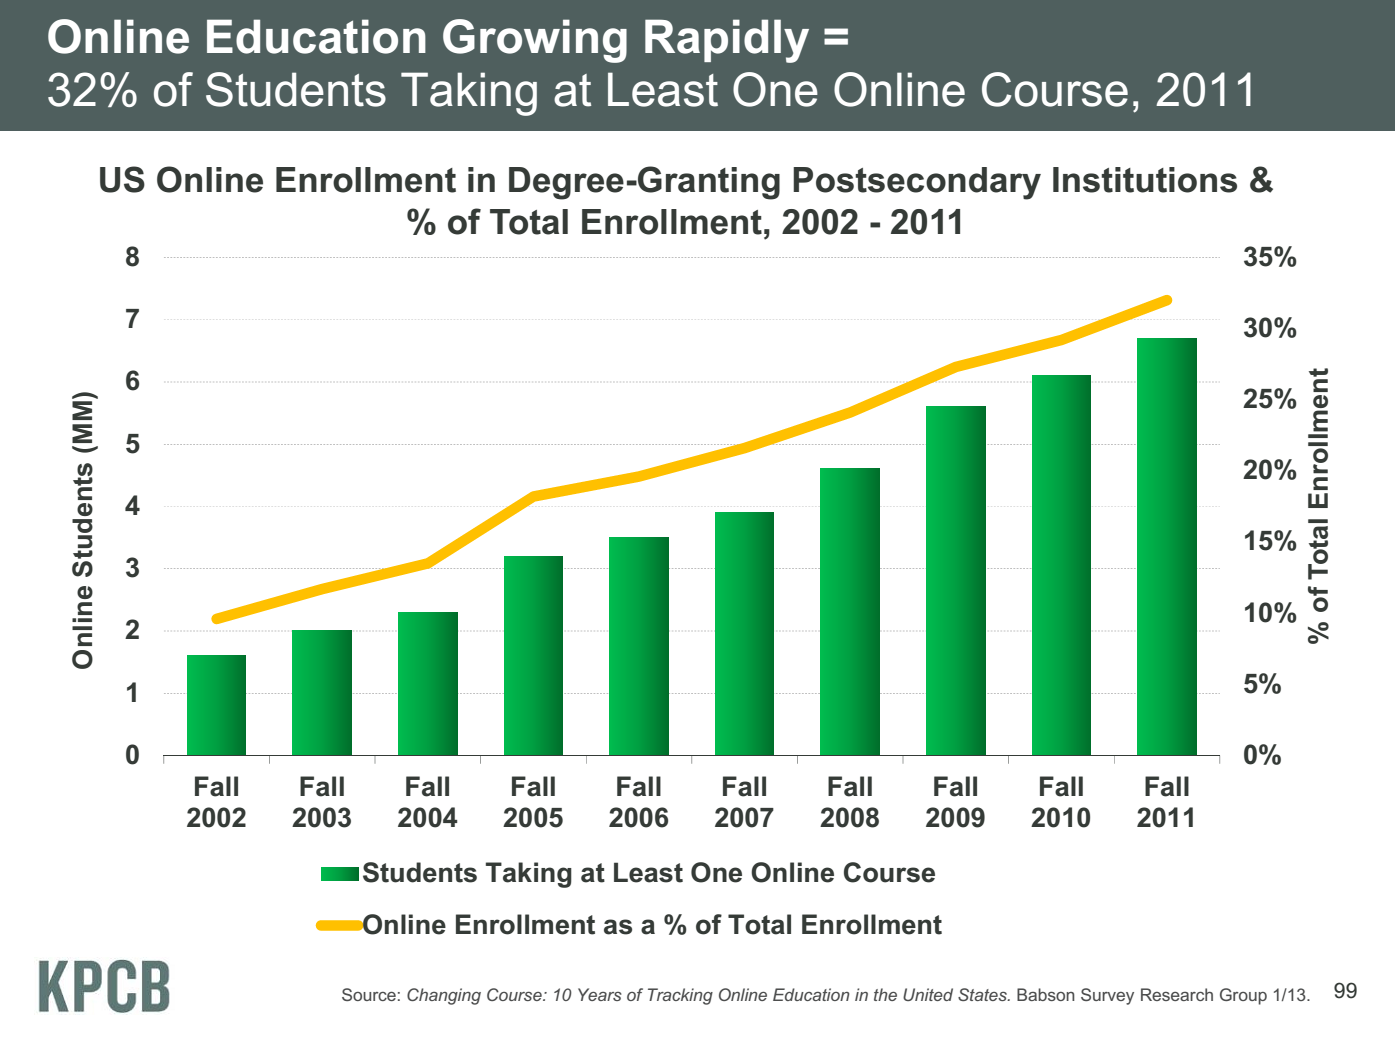 Online Education Growing Rapidly =
32% of Students Taking at Least One Online Course, 2011
US Online Enrollment in Degree-Granting Postsecondary Institutions &
% of Total Enrollment, 2002 - 2011
8
7
6
5
4
3
2
1
0
Online Students (MM)
35%
30%
25%
20%
15%
10%
5%
0%
% of Total Enrollment
Fall Fall Fall Fall Fall Fall Fall Fall Fall Fall
2002 2003 2004 2005 2006 2007 2008 2009 2010 2011
Students Taking at Least One Online Course
Online Enrollment as a % of Total Enrollment
KPCB
Source: Changing Course: 10 Years of Tracking Online Education in the United States. Babson Survey Research Group 1/13.
99